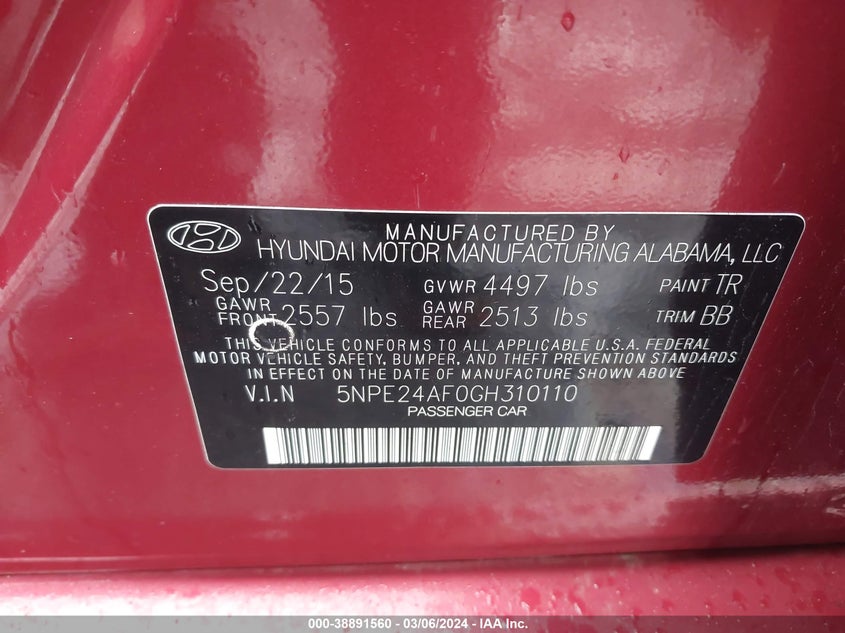 MANUFACTURED BY
HYUNDAI MOTOR MANUFACTURING ALABAMA, LLC
Sep/22/15 GVWR 4497 lbs PAINT TR
GAWR FRONT 2557 lbs GAWR REAR 2513 lbs TRIM BB
THIS VEHICLE CONFORMS TO ALL APPLICABLE U.S.A. FEDERAL
MOTOR VEHICLE SAFETY, BUMPER, AND THEFT PREVENTION STANDARDS
IN EFFECT ON THE DATE OF MANUFACTURE SHOWN ABOVE
V.I.N 5NPE24AF0GH310110
PASSENGER CAR
000-38891560 - 03/06/2024 - IAA Inc.